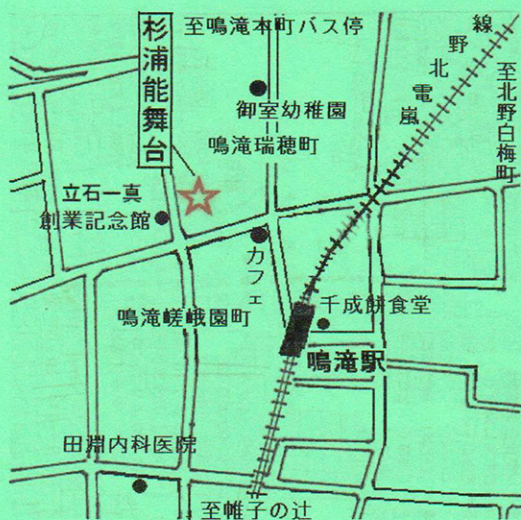 至鳴滝本町バス停
杉浦能舞台
嵐電北野線
至北野白梅町
御室幼稚園
鳴滝瑞穂町
立石一真
創業記念館
カフェ
千成餅食堂
鳴滝嵯峨園町
鳴滝駅
田淵内科医院
至帷子の辻